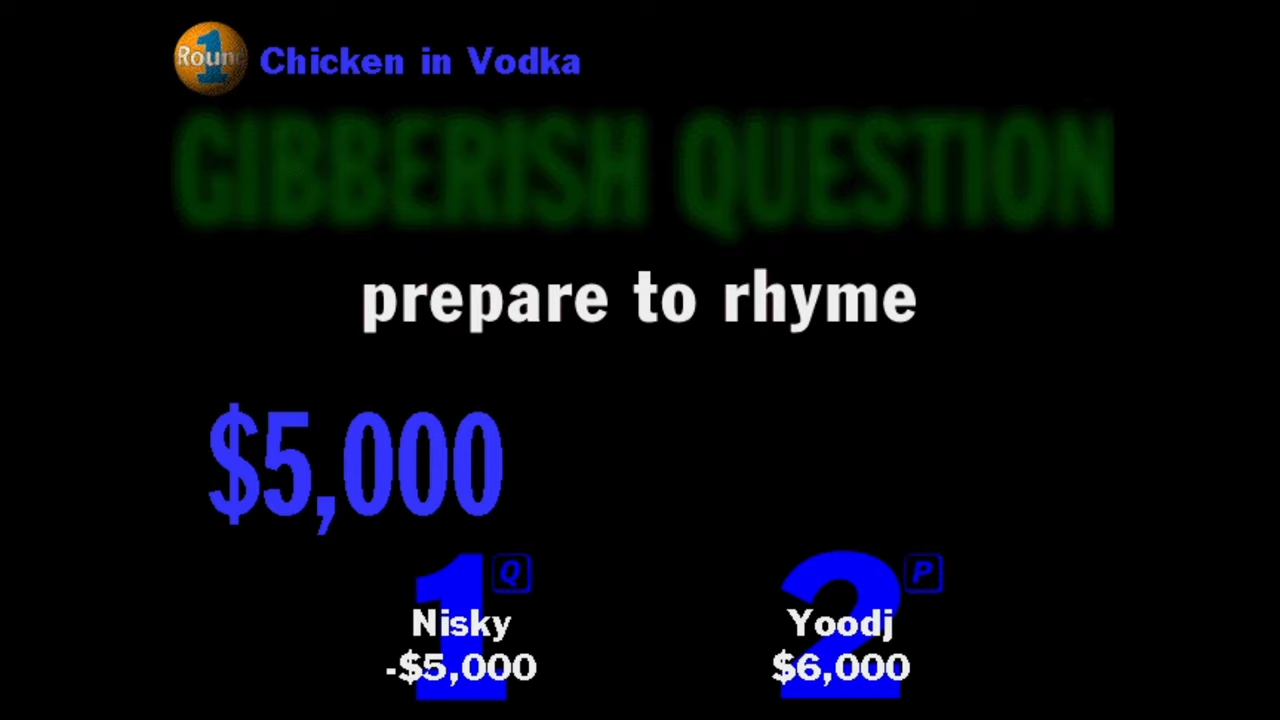 Round 1 Chicken in Vodka
GIBBERISH QUESTION
prepare to rhyme
$5,000
1 Q 2 P
Nisky Yoodj
-$5,000 $6,000